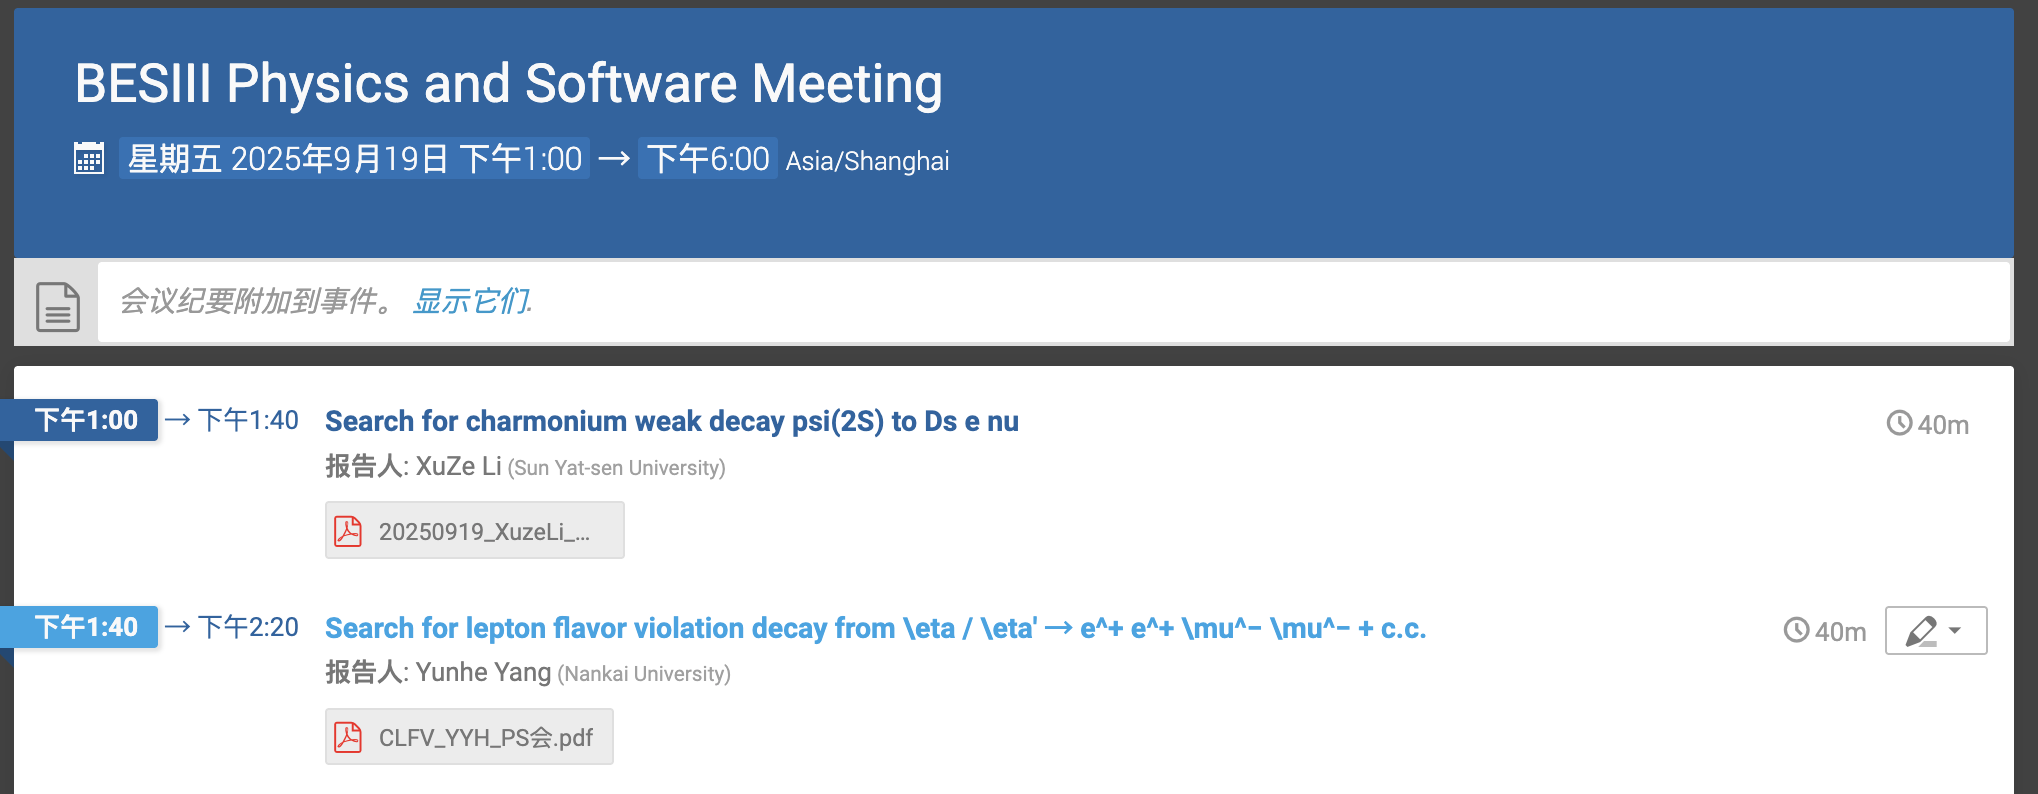 BESIII Physics and Software Meeting
星期五 2025年9月19日 下午1:00 → 下午6:00 Asia/Shanghai
会议纪要附加到事件。 显示它们.
下午1:00 → 下午1:40 Search for charmonium weak decay psi(2S) to Ds e nu 40m
报告人: XuZe Li (Sun Yat-sen University)
20250919_XuzeLi_...
下午1:40 → 下午2:20 Search for lepton flavor violation decay from \eta / \eta' → e^+ e^+ \mu^− \mu^− + c.c. 40m
报告人: Yunhe Yang (Nankai University)
CLFV_YYH_PS会.pdf